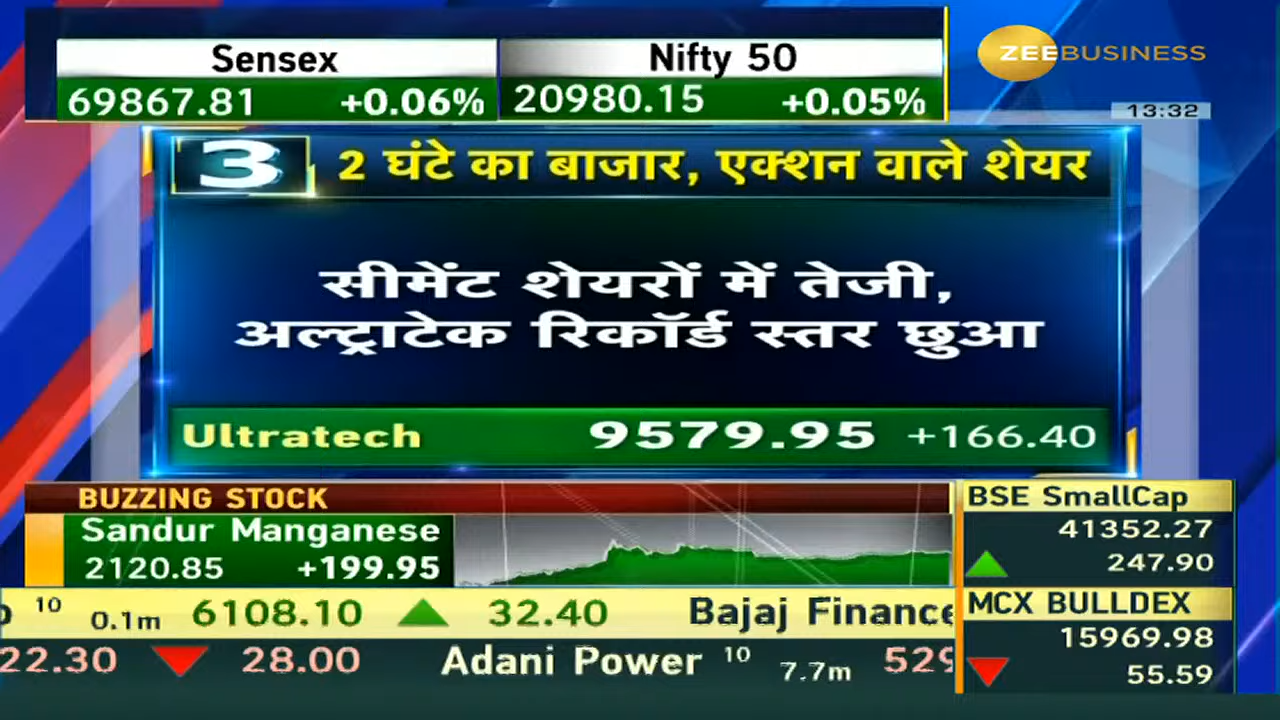 Sensex
69867.81 +0.06%
Nifty 50
20980.15 +0.05%
ZEEBUSINESS
13:32
3 2 घंटे का बाजार, एक्शन वाले शेयर
सीमेंट शेयरों में तेजी,
अल्ट्राटेक रिकॉर्ड स्तर छुआ
Ultratech 9579.95 +166.40
BUZZING STOCK
Sandur Manganese
2120.85 +199.95
BSE SmallCap
41352.27
247.90
MCX BULLDEX
15969.98
55.59
10 0.1m 6108.10 32.40 Bajaj Finance
22.30 28.00 Adani Power 10 7.7m 529